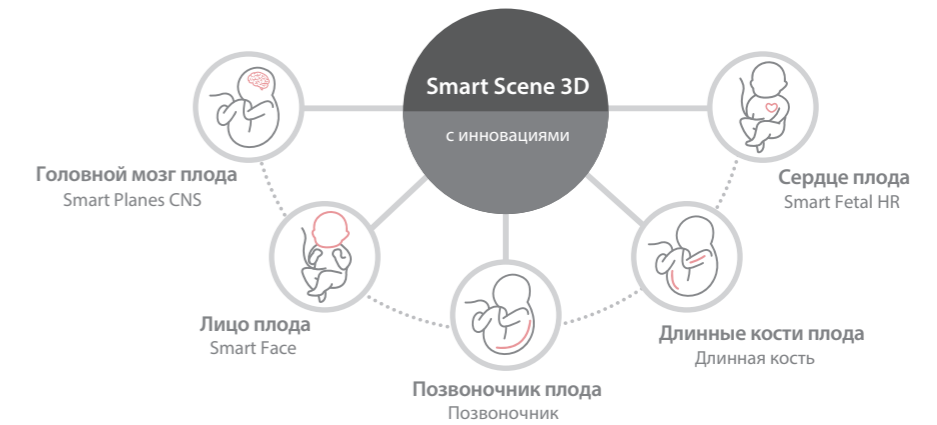 Smart Scene 3D
с инновациями
Головной мозг плода
Smart Planes CNS
Сердце плода
Smart Fetal HR
Лицо плода
Smart Face
Длинные кости плода
Длинная кость
Позвоночник плода
Позвоночник